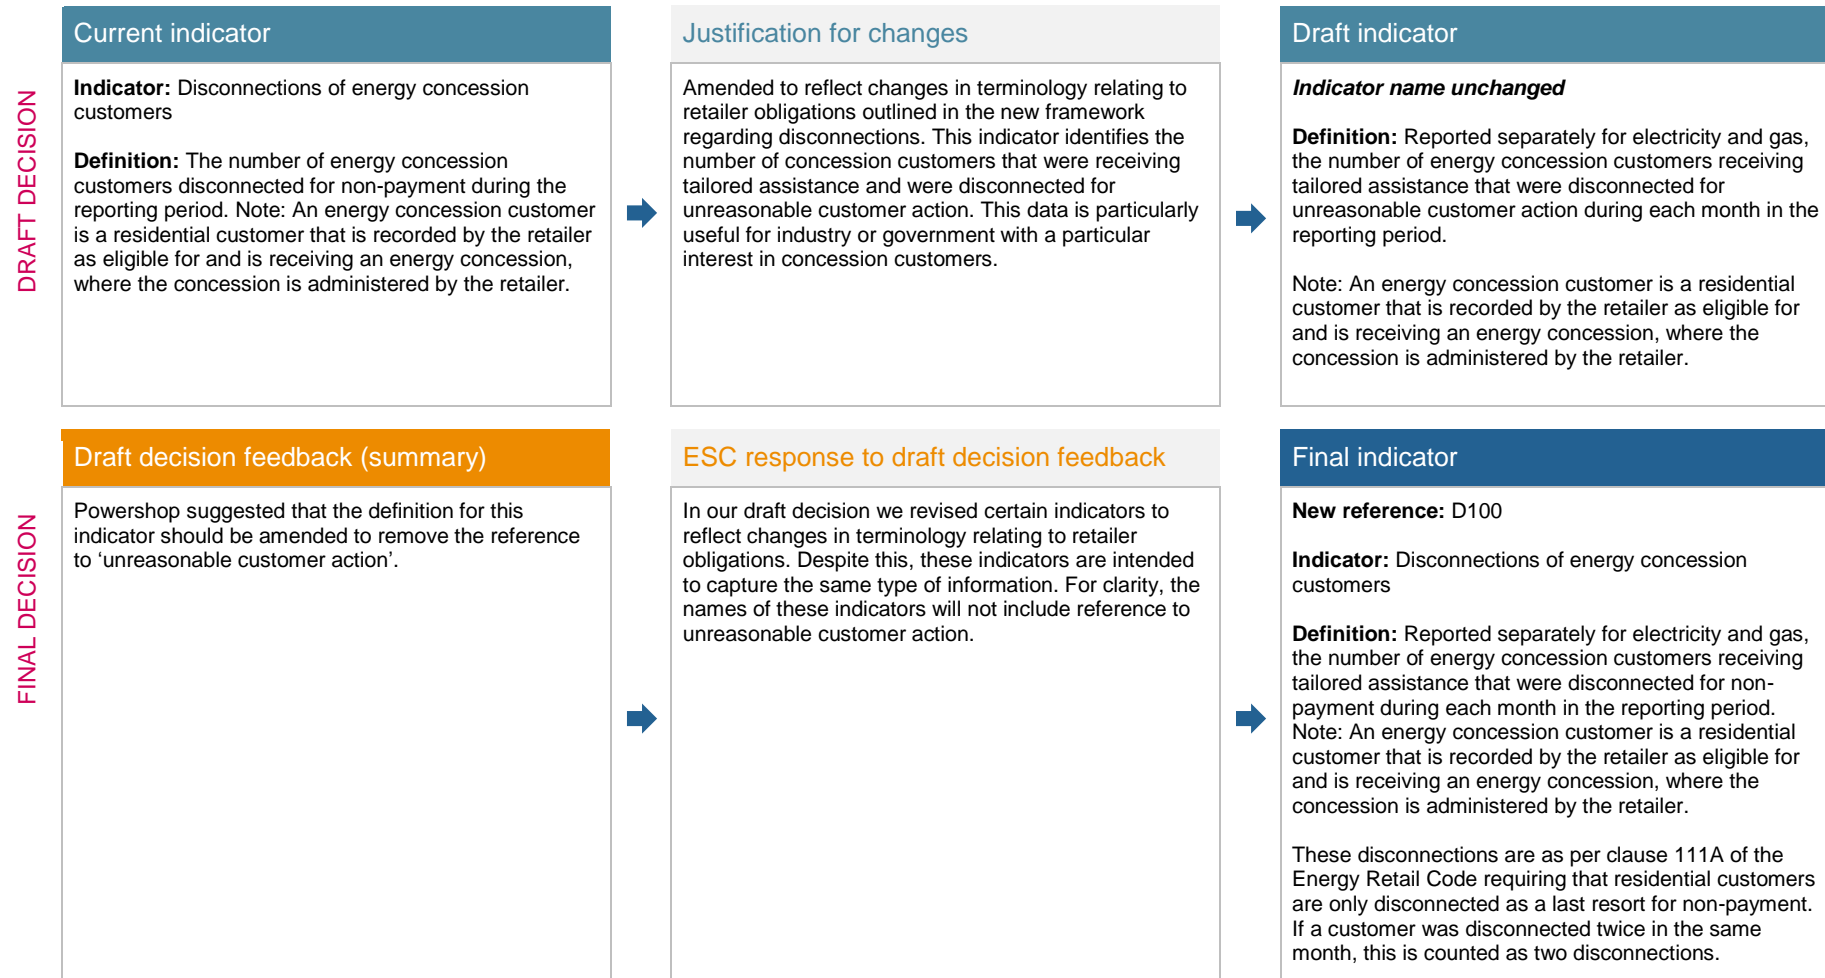 DRAFT DECISION
Current indicator
Indicator: Disconnections of energy concession
customers
Definition: The number of energy concession
customers disconnected for non-payment during the
reporting period. Note: An energy concession customer
is a residential customer that is recorded by the retailer
as eligible for and is receiving an energy concession,
where the concession is administered by the retailer.
Justification for changes
Amended to reflect changes in terminology relating to
retailer obligations outlined in the new framework
regarding disconnections. This indicator identifies the
number of concession customers that were receiving
tailored assistance and were disconnected for
unreasonable customer action. This data is particularly
useful for industry or government with a particular
interest in concession customers.
Draft indicator
Indicator name unchanged
Definition: Reported separately for electricity and gas,
the number of energy concession customers receiving
tailored assistance that were disconnected for
unreasonable customer action during each month in the
reporting period.
Note: An energy concession customer is a residential
customer that is recorded by the retailer as eligible for
and is receiving an energy concession, where the
concession is administered by the retailer.
FINAL DECISION
Draft decision feedback (summary)
Powershop suggested that the definition for this
indicator should be amended to remove the reference
to ‘unreasonable customer action’.
ESC response to draft decision feedback
In our draft decision we revised certain indicators to
reflect changes in terminology relating to retailer
obligations. Despite this, these indicators are intended
to capture the same type of information. For clarity, the
names of these indicators will not include reference to
unreasonable customer action.
Final indicator
New reference: D100
Indicator: Disconnections of energy concession
customers
Definition: Reported separately for electricity and gas,
the number of energy concession customers receiving
tailored assistance that were disconnected for non-
payment during each month in the reporting period.
Note: An energy concession customer is a residential
customer that is recorded by the retailer as eligible for
and is receiving an energy concession, where the
concession is administered by the retailer.
These disconnections are as per clause 111A of the
Energy Retail Code requiring that residential customers
are only disconnected as a last resort for non-payment.
If a customer was disconnected twice in the same
month, this is counted as two disconnections.